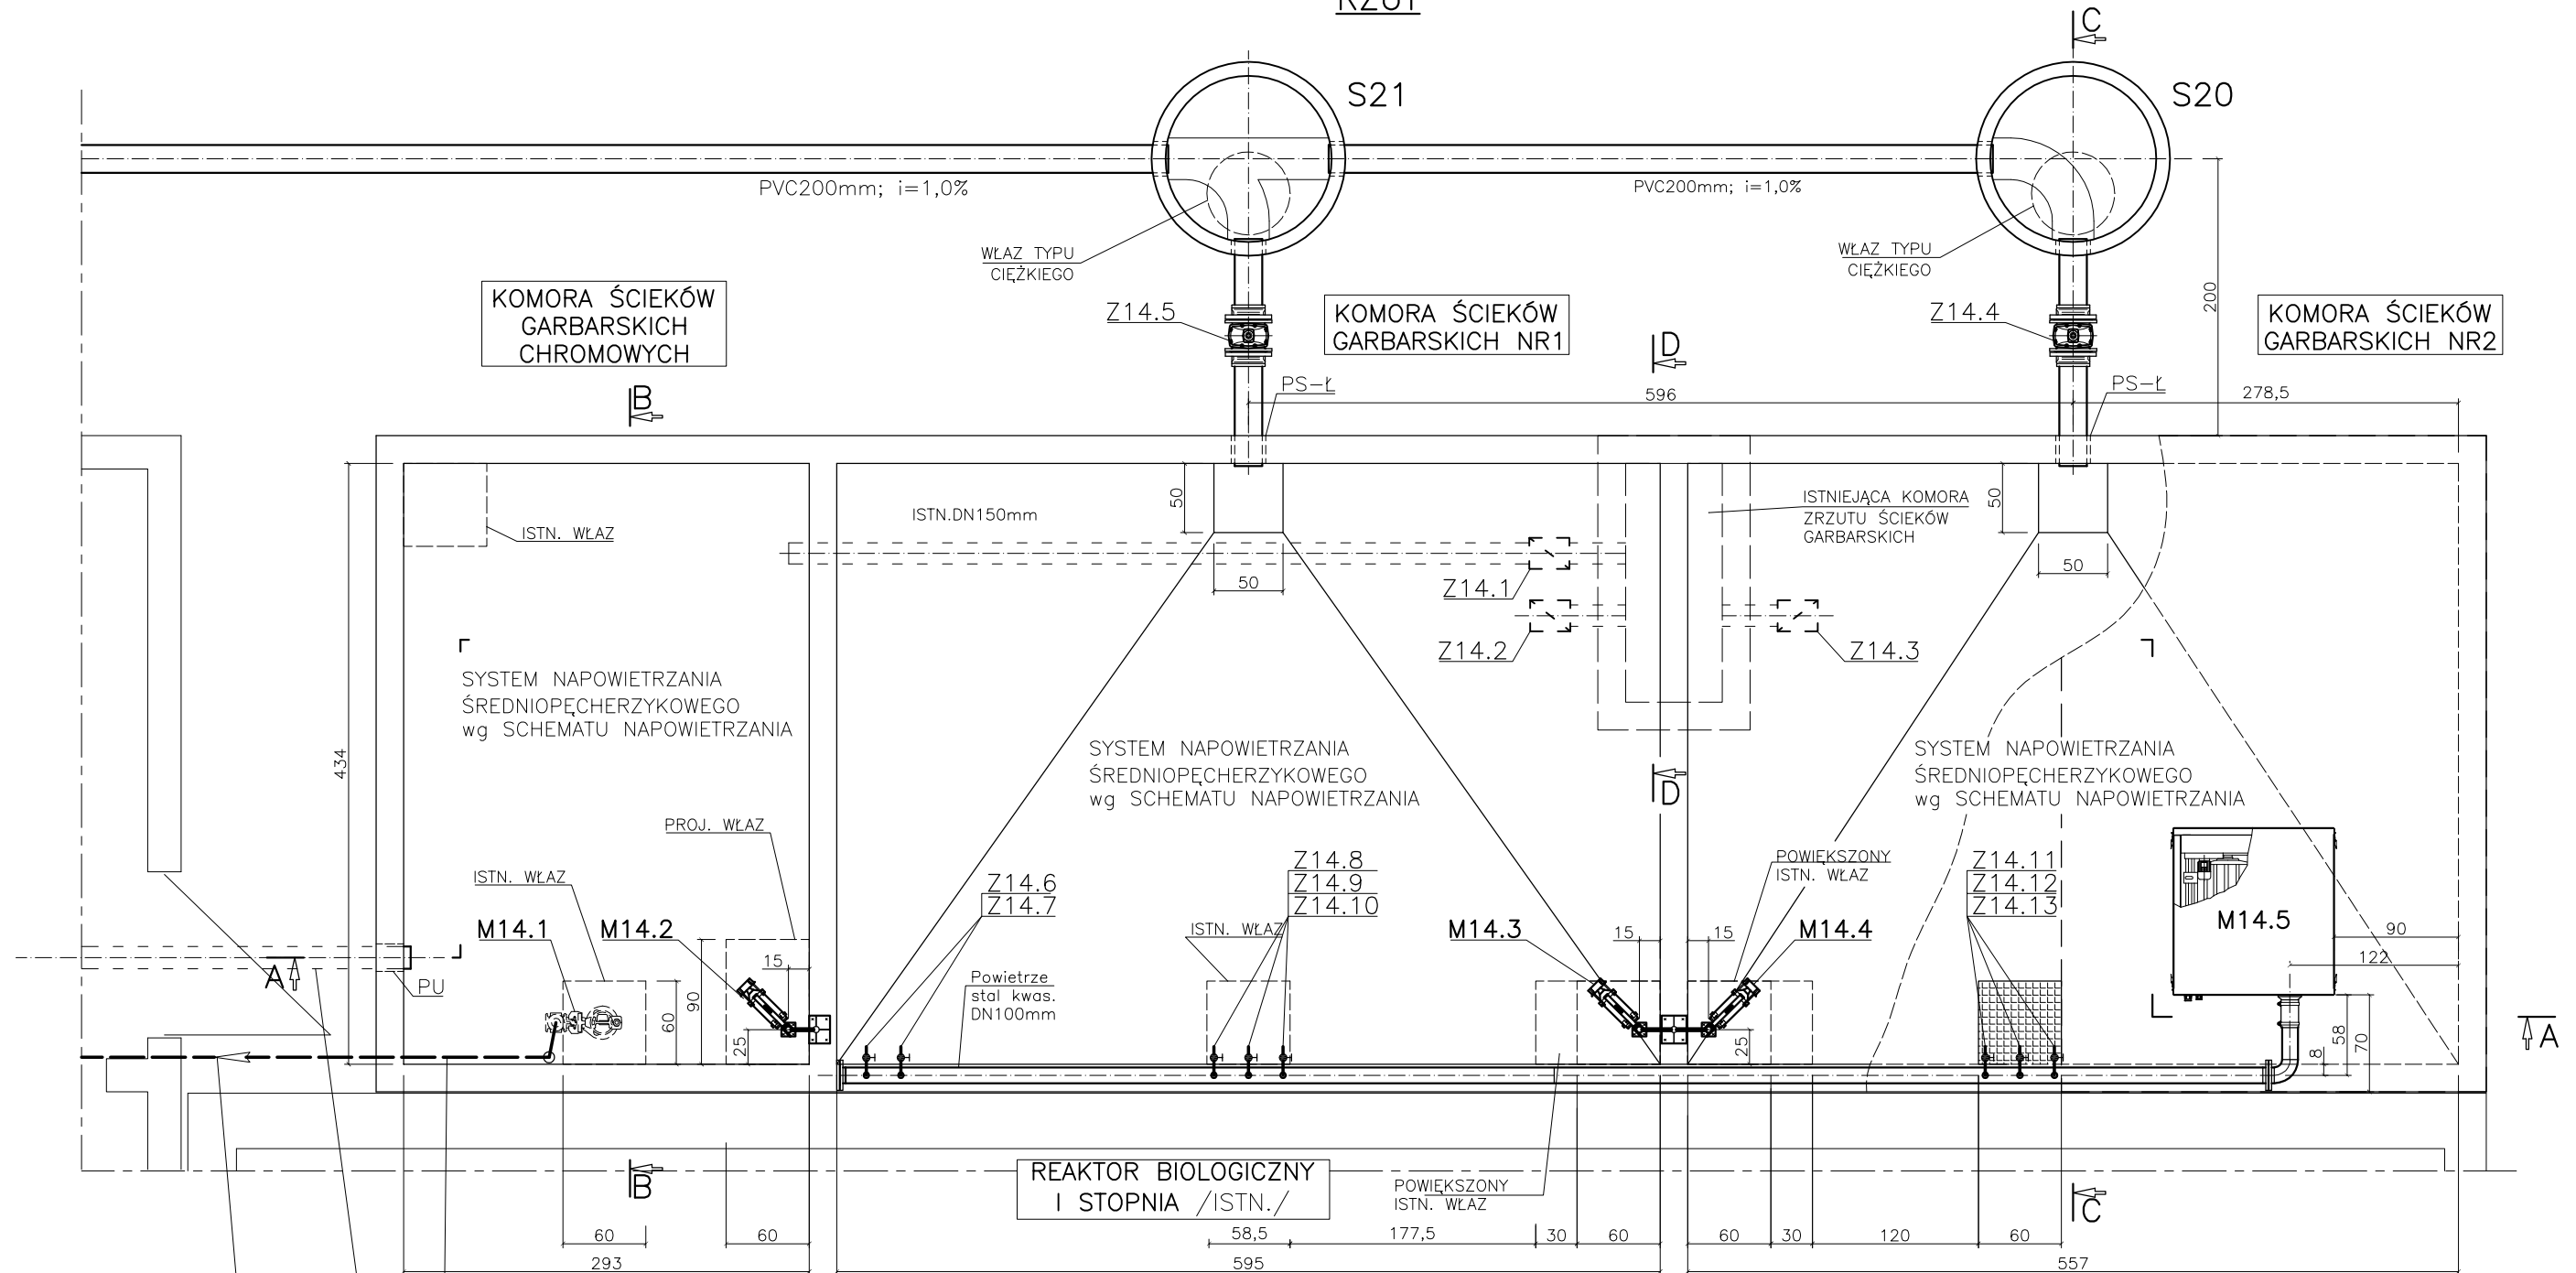 RZUT
C
S21
S20
PVC200mm; i=1,0%
PVC200mm; i=1,0%
WŁAZ TYPU
CIĘŻKIEGO
WŁAZ TYPU
CIĘŻKIEGO
KOMORA ŚCIEKÓW
GARBARSKICH
CHROMOWYCH
Z14.5
KOMORA ŚCIEKÓW
GARBARSKICH NR1
Z14.4
200
KOMORA ŚCIEKÓW
GARBARSKICH NR2
D
B
PS-Ł
596
PS-Ł
278,5
ISTN. WŁAZ
ISTN.DN150mm
50
50
ISTNIEJĄCA KOMORA
ZRZUTU ŚCIEKÓW
GARBARSKICH
50
50
Z14.1
Z14.2
Z14.3
SYSTEM NAPOWIETRZANIA
ŚREDNIOPĘCHERZYKOWEGO
wg SCHEMATU NAPOWIETRZANIA
434
SYSTEM NAPOWIETRZANIA
ŚREDNIOPĘCHERZYKOWEGO
wg SCHEMATU NAPOWIETRZANIA
D
SYSTEM NAPOWIETRZANIA
ŚREDNIOPĘCHERZYKOWEGO
wg SCHEMATU NAPOWIETRZANIA
PROJ. WŁAZ
ISTN. WŁAZ
Z14.6
Z14.7
Z14.8
Z14.9
Z14.10
POWIĘKSZONY
ISTN. WŁAZ
Z14.11
Z14.12
Z14.13
M14.1
M14.2
ISTN. WŁAZ
M14.3
15
15
M14.4
M14.5
90
122
A
PU
15
60
90
25
Powietrze
stal kwas.
DN100mm
25
8
58
70
A
B
REAKTOR BIOLOGICZNY
I STOPNIA /ISTN./
POWIĘKSZONY
ISTN. WŁAZ
C
60
60
58,5
177,5
30
60
60
30
120
60
293
595
557